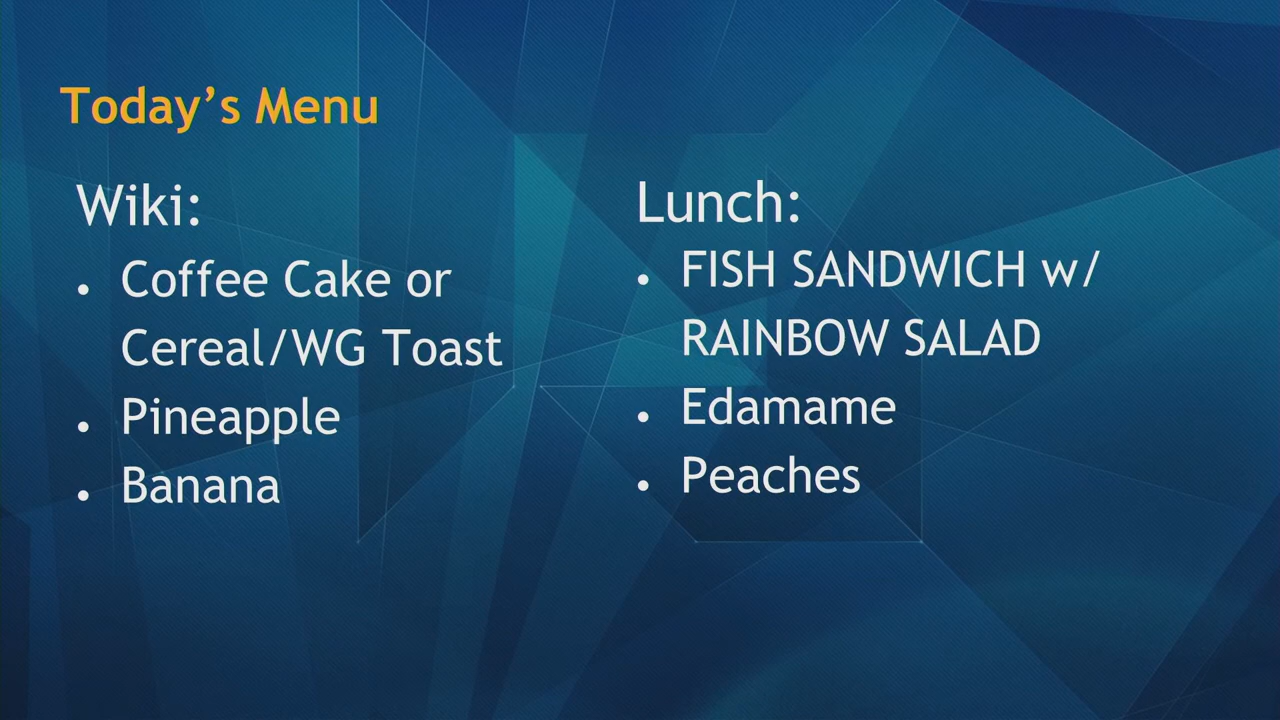 Today’s Menu
Wiki:
• Coffee Cake or
Cereal/WG Toast
• Pineapple
• Banana
Lunch:
• FISH SANDWICH w/
RAINBOW SALAD
• Edamame
• Peaches